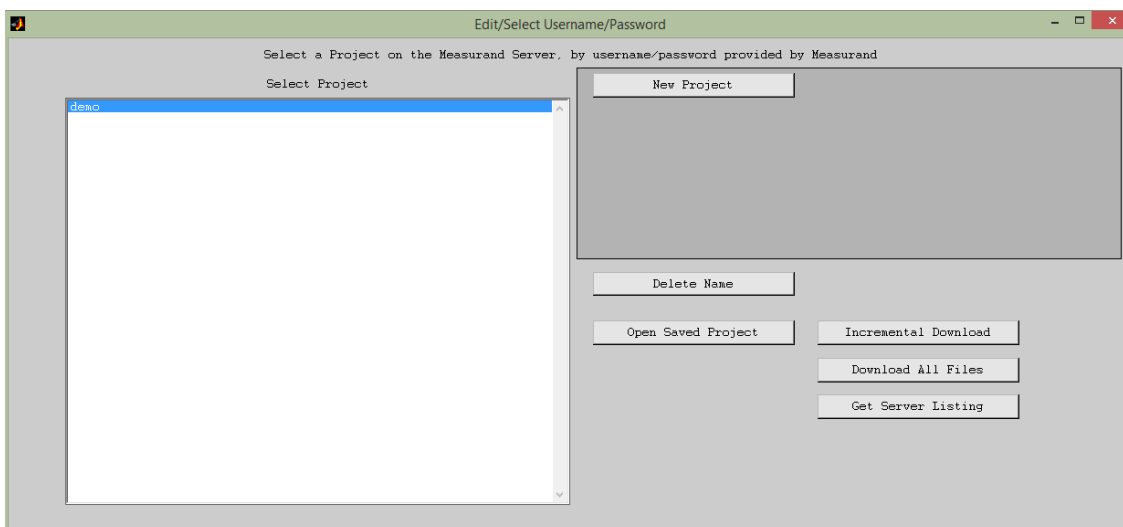 Edit/Select Username/Password
Select a Project on the Measurand Server, by username/password provided by Measurand
Select Project
New Project
demo
Delete Name
Open Saved Project
Incremental Download
Download All Files
Get Server Listing